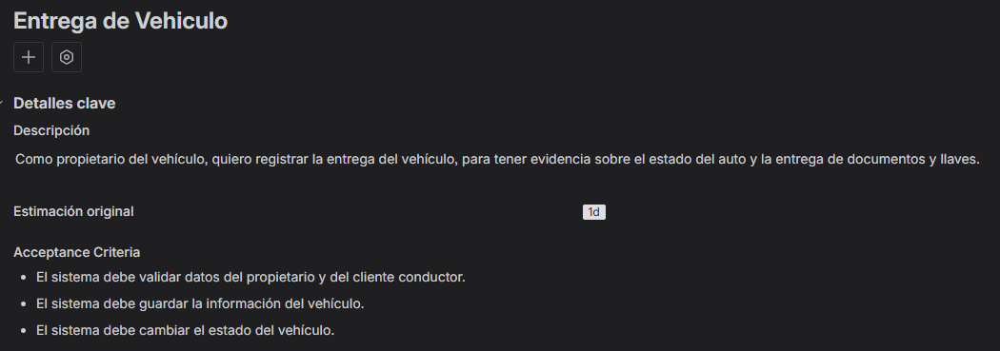 Entrega de Vehiculo
Detalles clave
Descripción
Como propietario del vehículo, quiero registrar la entrega del vehículo, para tener evidencia sobre el estado del auto y la entrega de documentos y llaves.
Estimación original
1d
Acceptance Criteria
El sistema debe validar datos del propietario y del cliente conductor.
El sistema debe guardar la información del vehículo.
El sistema debe cambiar el estado del vehículo.